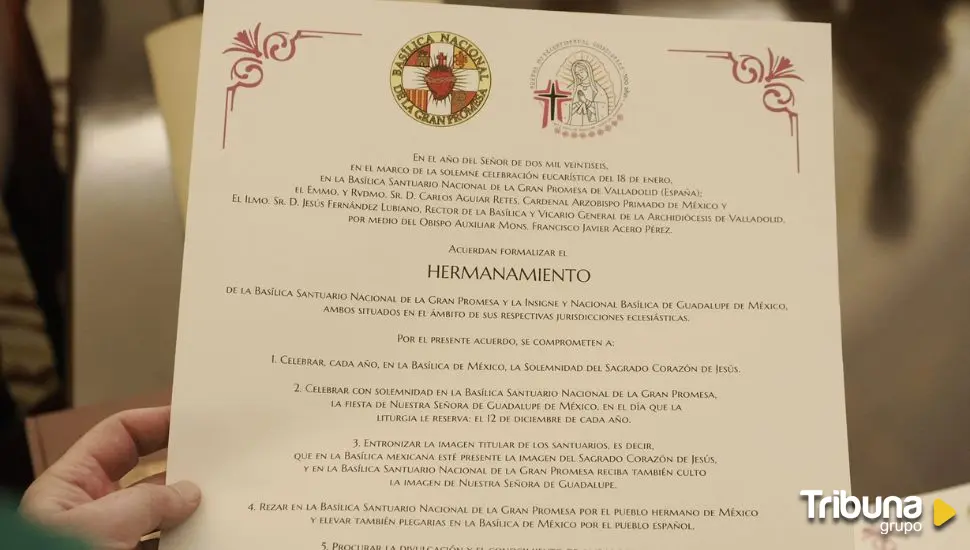 BASÍLICA NACIONAL
DE LA GRAN PROMESA
En el año del Señor de dos mil veintiseis,
en el marco de la solemne celebración eucarística del 18 de enero,
en la Basílica Santuario Nacional de la Gran Promesa de Valladolid (España);
el Emmo. y Rvdmo. Sr. D. Carlos Aguiar Retes, Cardenal Arzobispo Primado de México y
El Ilmo. Sr. D. Jesús Fernández Lubiano, Rector de la Basílica y Vicario General de la Archidiócesis de Valladolid,
por medio del Obispo Auxiliar Mons. Francisco Javier Acero Pérez.
Acuerdan formalizar el
HERMANAMIENTO
de la Basílica Santuario Nacional de la Gran Promesa y la Insigne y Nacional Basílica de Guadalupe de México,
ambos situados en el ámbito de sus respectivas jurisdicciones eclesiásticas.
Por el presente acuerdo, se comprometen a:
1. Celebrar, cada año, en la Basílica de México, la Solemnidad del Sagrado Corazón de Jesús.
2. Celebrar con solemnidad en la Basílica Santuario Nacional de la Gran Promesa,
la fiesta de Nuestra Señora de Guadalupe de México, en el día que la
liturgia le reserva: el 12 de diciembre de cada año.
3. Entronizar la imagen titular de los santuarios, es decir,
que en la Basílica mexicana esté presente la imagen del Sagrado Corazón de Jesús,
y en la Basílica Santuario Nacional de la Gran Promesa reciba también culto
la imagen de Nuestra Señora de Guadalupe.
4. Rezar en la Basílica Santuario Nacional de la Gran Promesa por el pueblo hermano de México
y elevar también plegarias en la Basílica de México por el pueblo español.
5. Procurar la divulgación y el
Tribuna
grupo